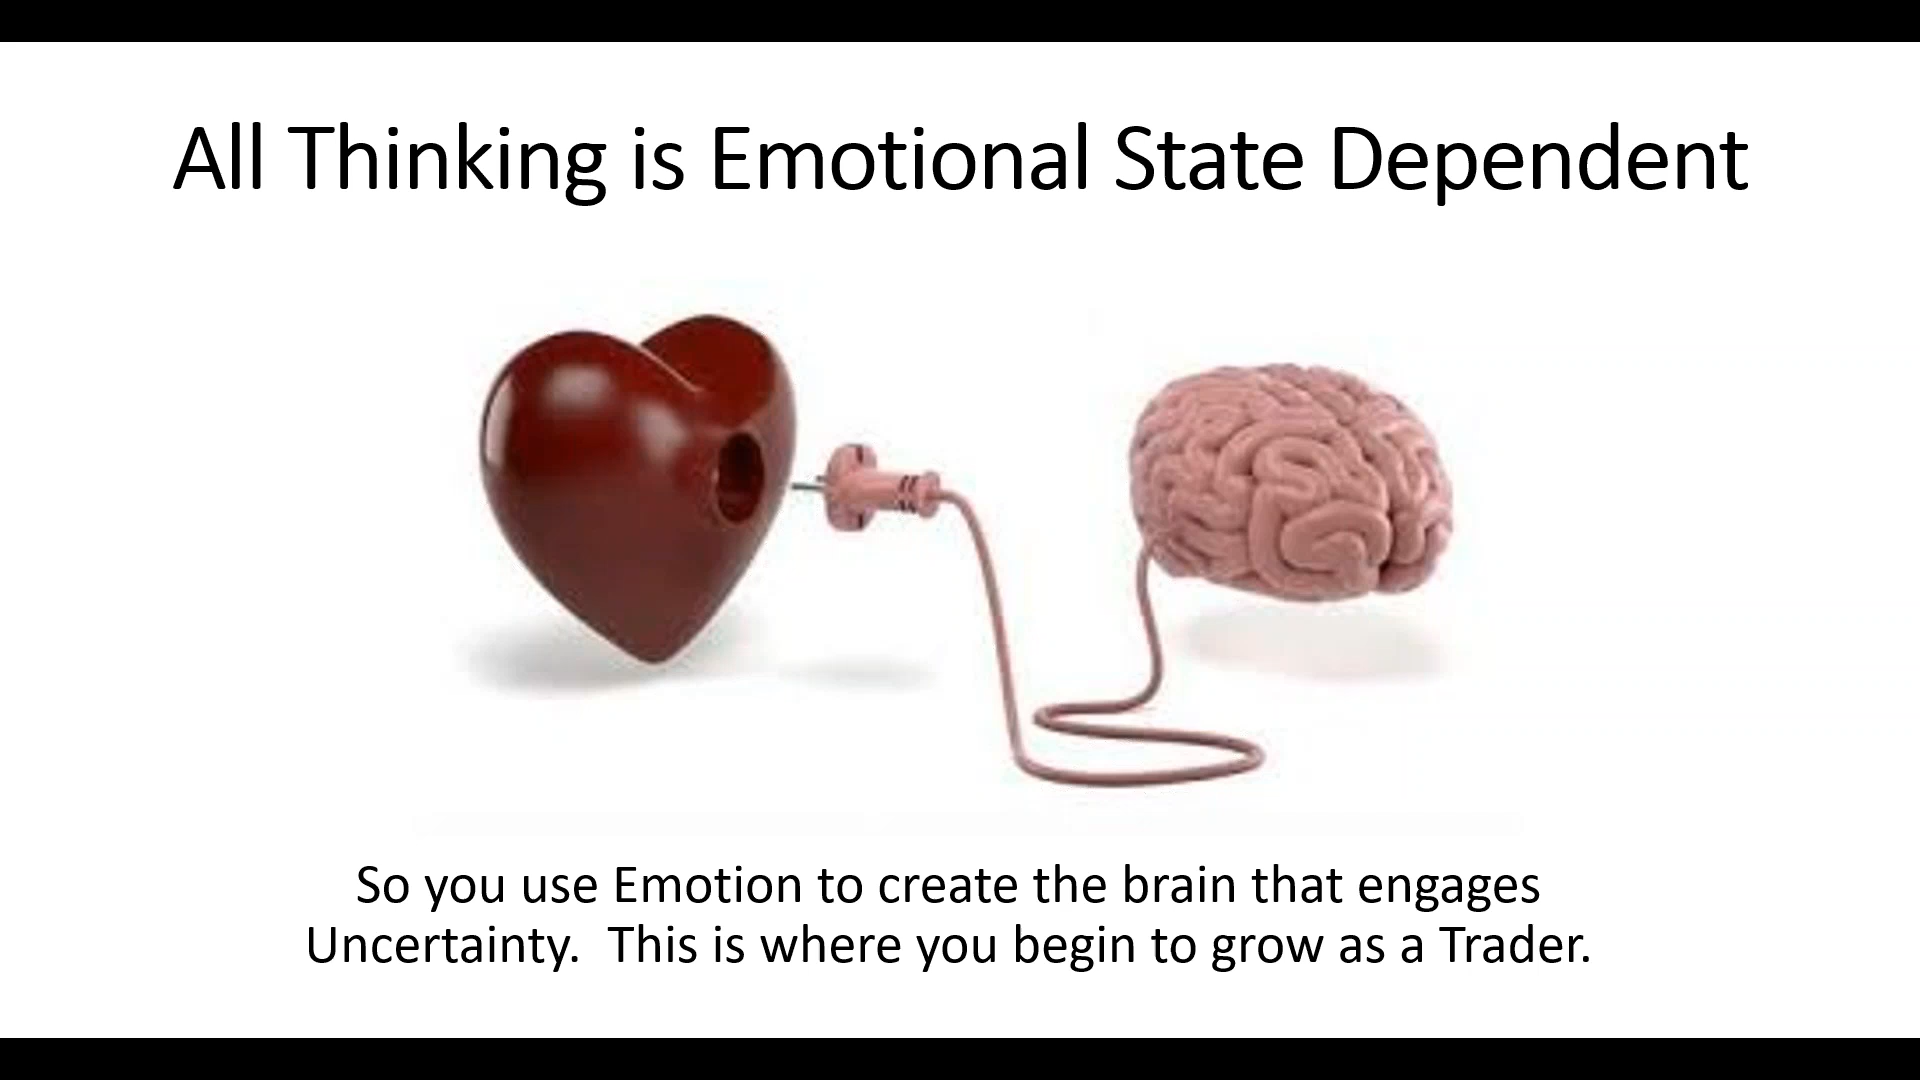 All Thinking is Emotional State Dependent
So you use Emotion to create the brain that engages
Uncertainty.  This is where you begin to grow as a Trader.